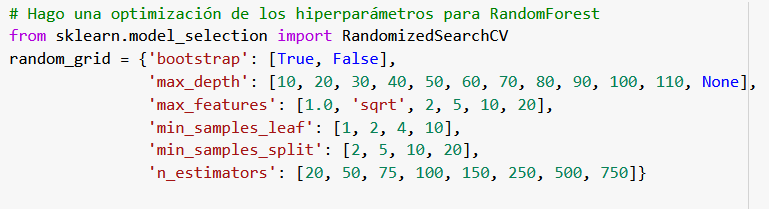 # Hago una optimización de los hiperparámetros para RandomForest
from sklearn.model_selection import RandomizedSearchCV
random_grid = {'bootstrap': [True, False],
'max_depth': [10, 20, 30, 40, 50, 60, 70, 80, 90, 100, 110, None],
'max_features': [1.0, 'sqrt', 2, 5, 10, 20],
'min_samples_leaf': [1, 2, 4, 10],
'min_samples_split': [2, 5, 10, 20],
'n_estimators': [20, 50, 75, 100, 150, 250, 500, 750]}